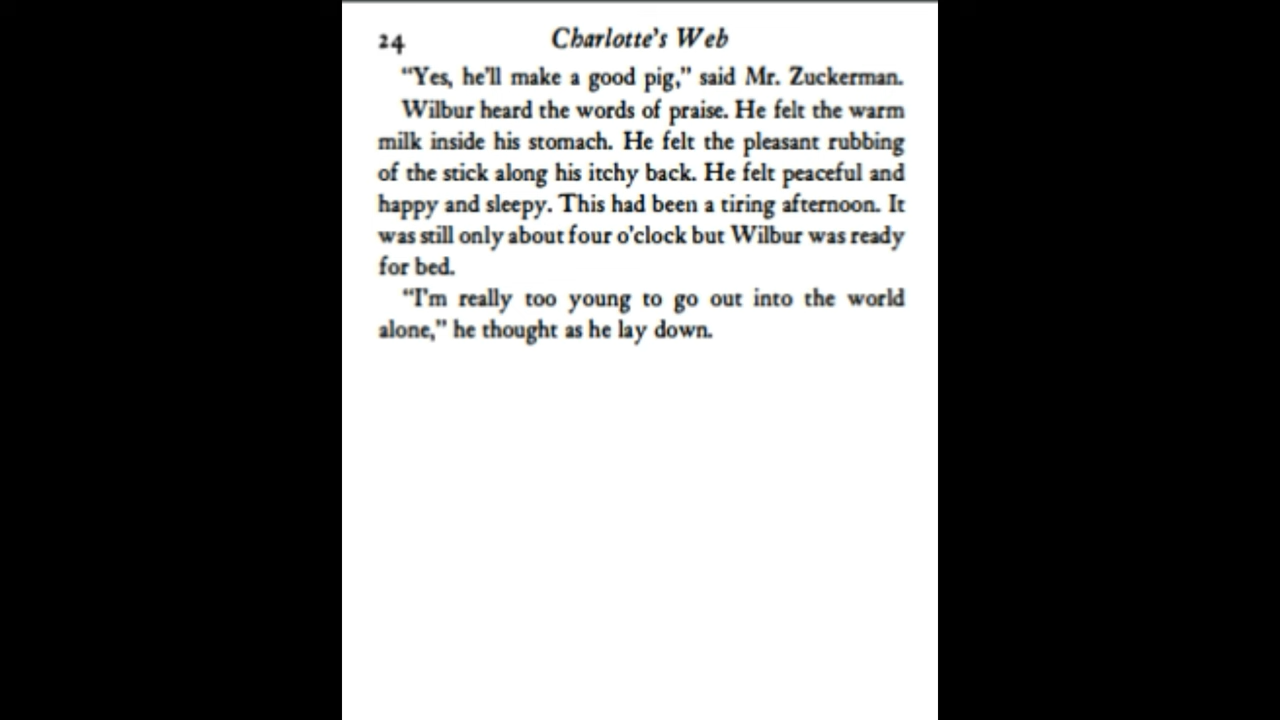 24 Charlotte's Web
“Yes, he'll make a good pig,” said Mr. Zuckerman.
Wilbur heard the words of praise. He felt the warm
milk inside his stomach. He felt the pleasant rubbing
of the stick along his itchy back. He felt peaceful and
happy and sleepy. This had been a tiring afternoon. It
was still only about four o'clock but Wilbur was ready
for bed.
“I'm really too young to go out into the world
alone,” he thought as he lay down.